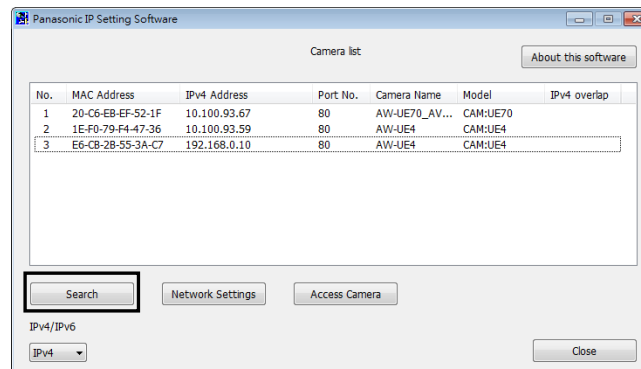 Panasonic IP Setting Software
Camera list
About this software
No. MAC Address IPv4 Address Port No. Camera Name Model IPv4 overlap
1 20-C6-EB-EF-52-1F 10.100.93.67 80 AW-UE70_AV... CAM:UE70
2 1E-F0-79-F4-47-36 10.100.93.59 80 AW-UE4 CAM:UE4
3 E6-CB-2B-55-3A-C7 192.168.0.10 80 AW-UE4 CAM:UE4
Search Network Settings Access Camera
IPv4/IPv6
IPv4 Close